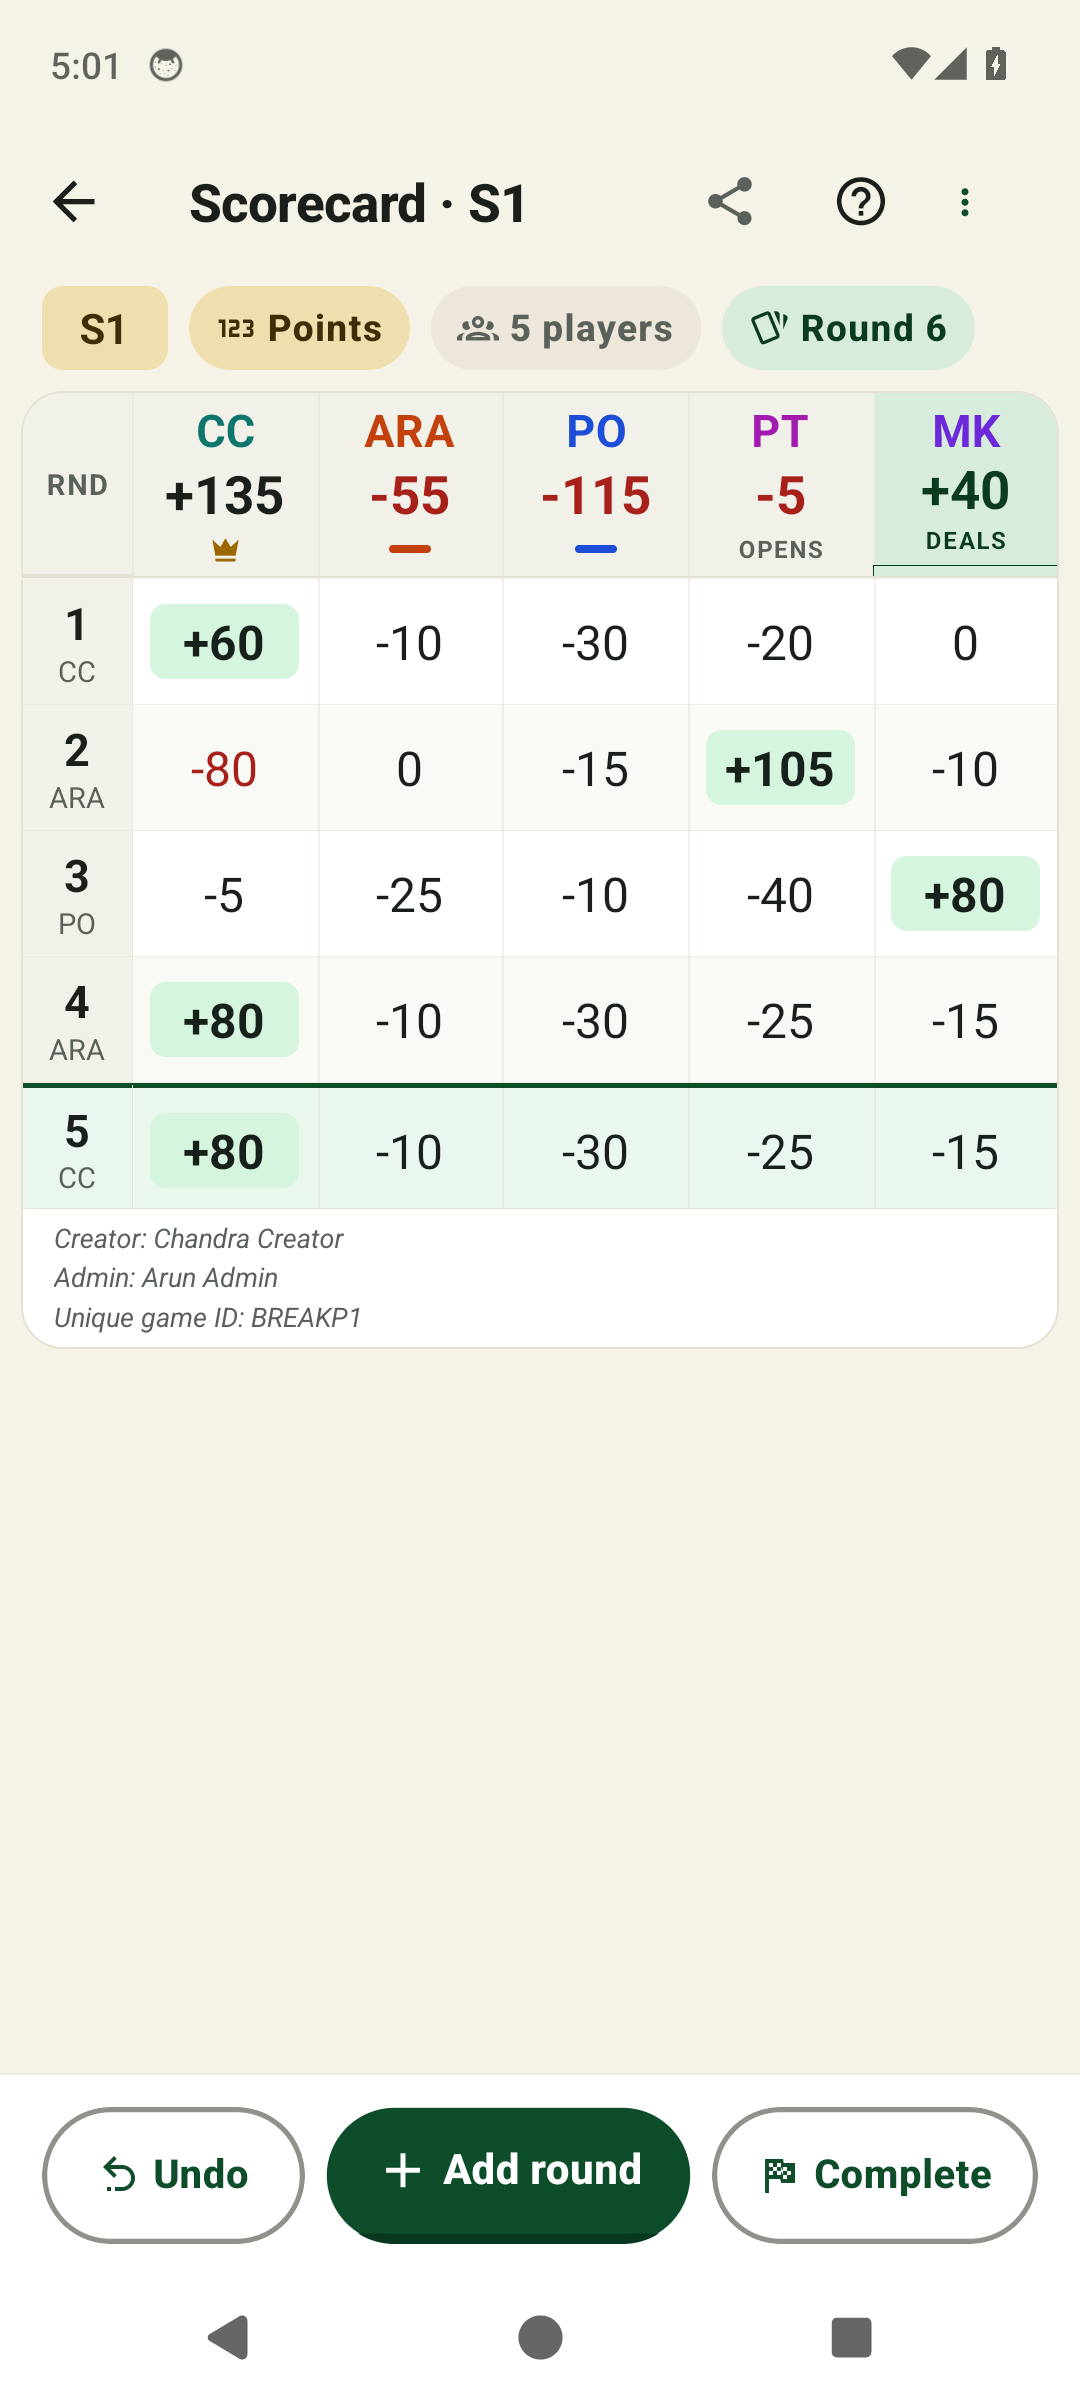 5:01
Scorecard · S1
S1 123 Points 5 players Round 6
RND CC ARA PO PT MK
+135 -55 -115 -5 +40
OPENS DEALS
1 CC +60 -10 -30 -20 0
2 ARA -80 0 -15 +105 -10
3 PO -5 -25 -10 -40 +80
4 ARA +80 -10 -30 -25 -15
5 CC +80 -10 -30 -25 -15
Creator: Chandra Creator
Admin: Arun Admin
Unique game ID: BREAKP1
Undo + Add round Complete